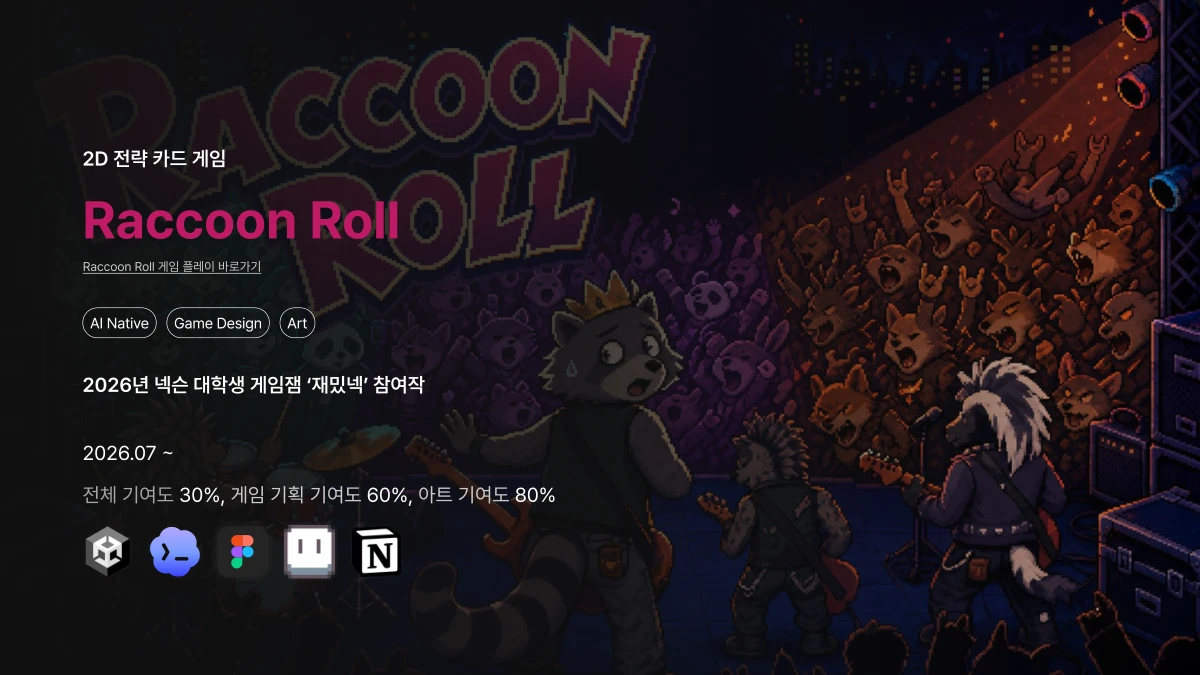 RACCOON
ROLL
2D 전략 카드 게임
Raccoon Roll
Raccoon Roll 게임 플레이 바로가기
AI Native
Game Design
Art
2026년 넥슨 대학생 게임잼 ‘재밌넥’ 참여작
2026.07 ~
전체 기여도 30%, 게임 기획 기여도 60%, 아트 기여도 80%
N